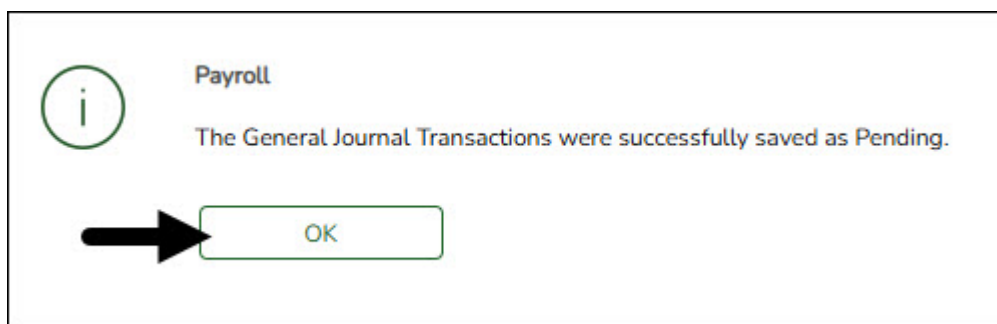 Payroll
The General Journal Transactions were successfully saved as Pending.
OK